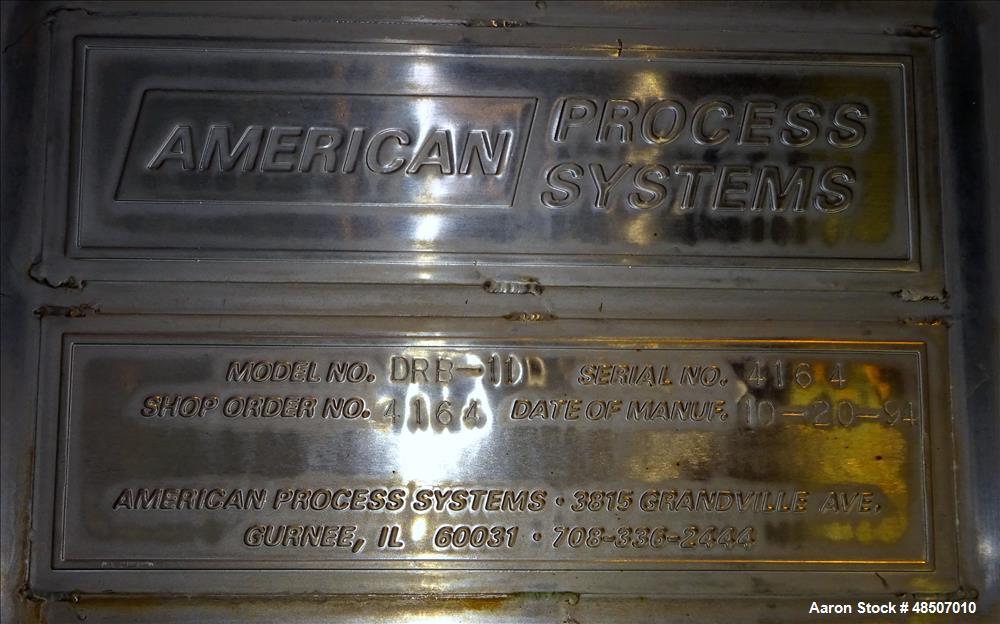 AMERICAN PROCESS SYSTEMS
MODEL NO. DRB-110 SERIAL NO. 4164
SHOP ORDER NO. 4164 DATE OF MANUF. 10-20-94
AMERICAN PROCESS SYSTEMS · 3815 GRANDVILLE AVE.
GURNEE, IL 60031 · 708-336-2444
Aaron Stock # 48507010